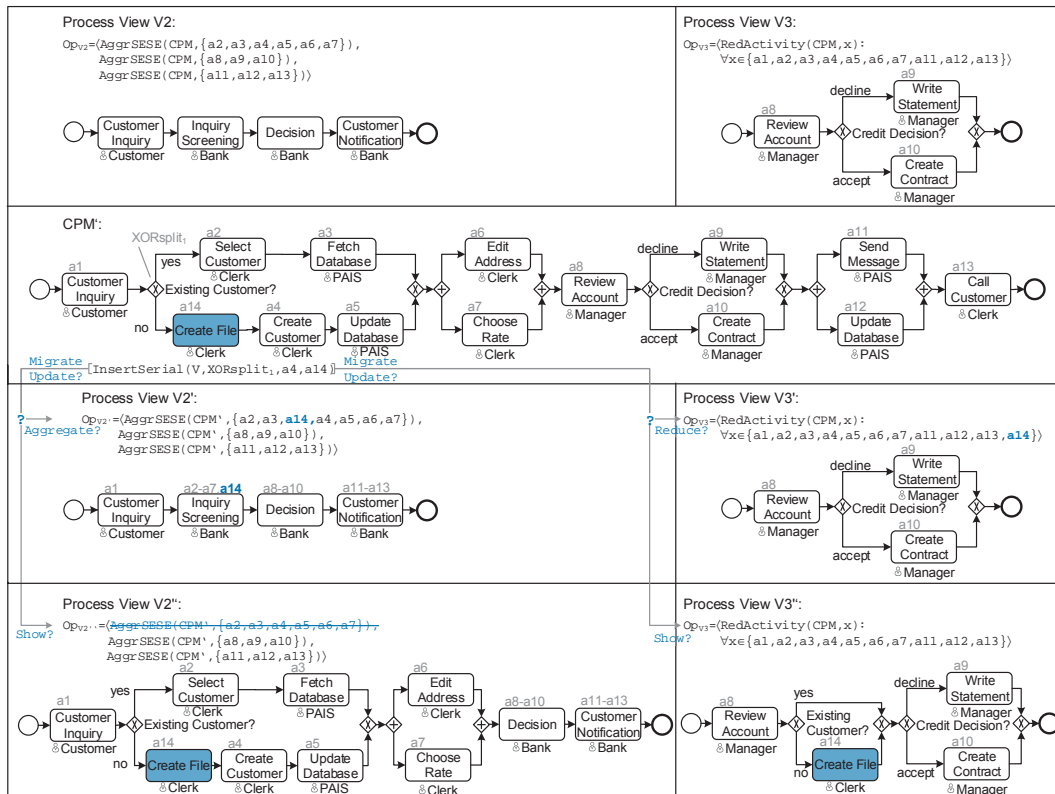 Process View V2:
Op_V2=⟨AggrSESE(CPM,{a2,a3,a4,a5,a6,a7}),
AggrSESE(CPM,{a8,a9,a10}),
AggrSESE(CPM,{a11,a12,a13})⟩
Customer Inquiry
Customer
Inquiry Screening
Bank
Decision
Bank
Customer Notification
Bank
Process View V3:
Op_V3=⟨RedActivity(CPM,x):
∀x∈{a1,a2,a3,a4,a5,a6,a7,a11,a12,a13}⟩
a8
Review Account
Manager
decline
a9
Write Statement
Manager
Credit Decision?
a10
Create Contract
Manager
accept
CPM‘:
XORsplit1
a1
Customer Inquiry
Customer
yes
a2
Select Customer
Clerk
a3
Fetch Database
PAIS
Existing Customer?
no
a14
Create File
Clerk
a4
Create Customer
Clerk
a5
Update Database
PAIS
a6
Edit Address
Clerk
a7
Choose Rate
Clerk
a8
Review Account
Manager
decline
a9
Write Statement
Manager
Credit Decision?
a10
Create Contract
Manager
accept
a11
Send Message
PAIS
a12
Update Database
PAIS
a13
Call Customer
Clerk
Migrate Update?
[InsertSerial(V,XORsplit1,a4,a14]
Migrate Update?
Process View V2':
?
Aggregate?
Op_V2'=⟨AggrSESE(CPM‘,{a2,a3,a14,a4,a5,a6,a7}),
AggrSESE(CPM‘,{a8,a9,a10}),
AggrSESE(CPM‘,{a11,a12,a13})⟩
a1
Customer Inquiry
Customer
a2-a7,a14
Inquiry Screening
Bank
a8-a10
Decision
Bank
a11-a13
Customer Notification
Bank
Process View V3':
?
Reduce?
Op_V3=⟨RedActivity(CPM,x):
∀x∈{a1,a2,a3,a4,a5,a6,a7,a11,a12,a13,a14}⟩
a8
Review Account
Manager
decline
a9
Write Statement
Manager
Credit Decision?
a10
Create Contract
Manager
accept
Process View V2'':
Show?
Op_V2''=⟨AggrSESE(CPM‘,{a2,a3,a4,a5,a6,a7}),
AggrSESE(CPM‘,{a8,a9,a10}),
AggrSESE(CPM‘,{a11,a12,a13})⟩
a1
Customer Inquiry
Customer
yes
a2
Select Customer
Clerk
a3
Fetch Database
PAIS
Existing Customer?
no
a14
Create File
Clerk
a4
Create Customer
Clerk
a5
Update Database
PAIS
a6
Edit Address
Clerk
a7
Choose Rate
Clerk
a8-a10
Decision
Bank
a11-a13
Customer Notification
Bank
Process View V3'':
Show?
Op_V3=⟨RedActivity(CPM,x):
∀x∈{a1,a2,a3,a4,a5,a6,a7,a11,a12,a13}⟩
a8
Review Account
Manager
yes
Existing Customer?
a14
Create File
Clerk
no
decline
a9
Write Statement
Manager
Credit Decision?
a10
Create Contract
Manager
accept